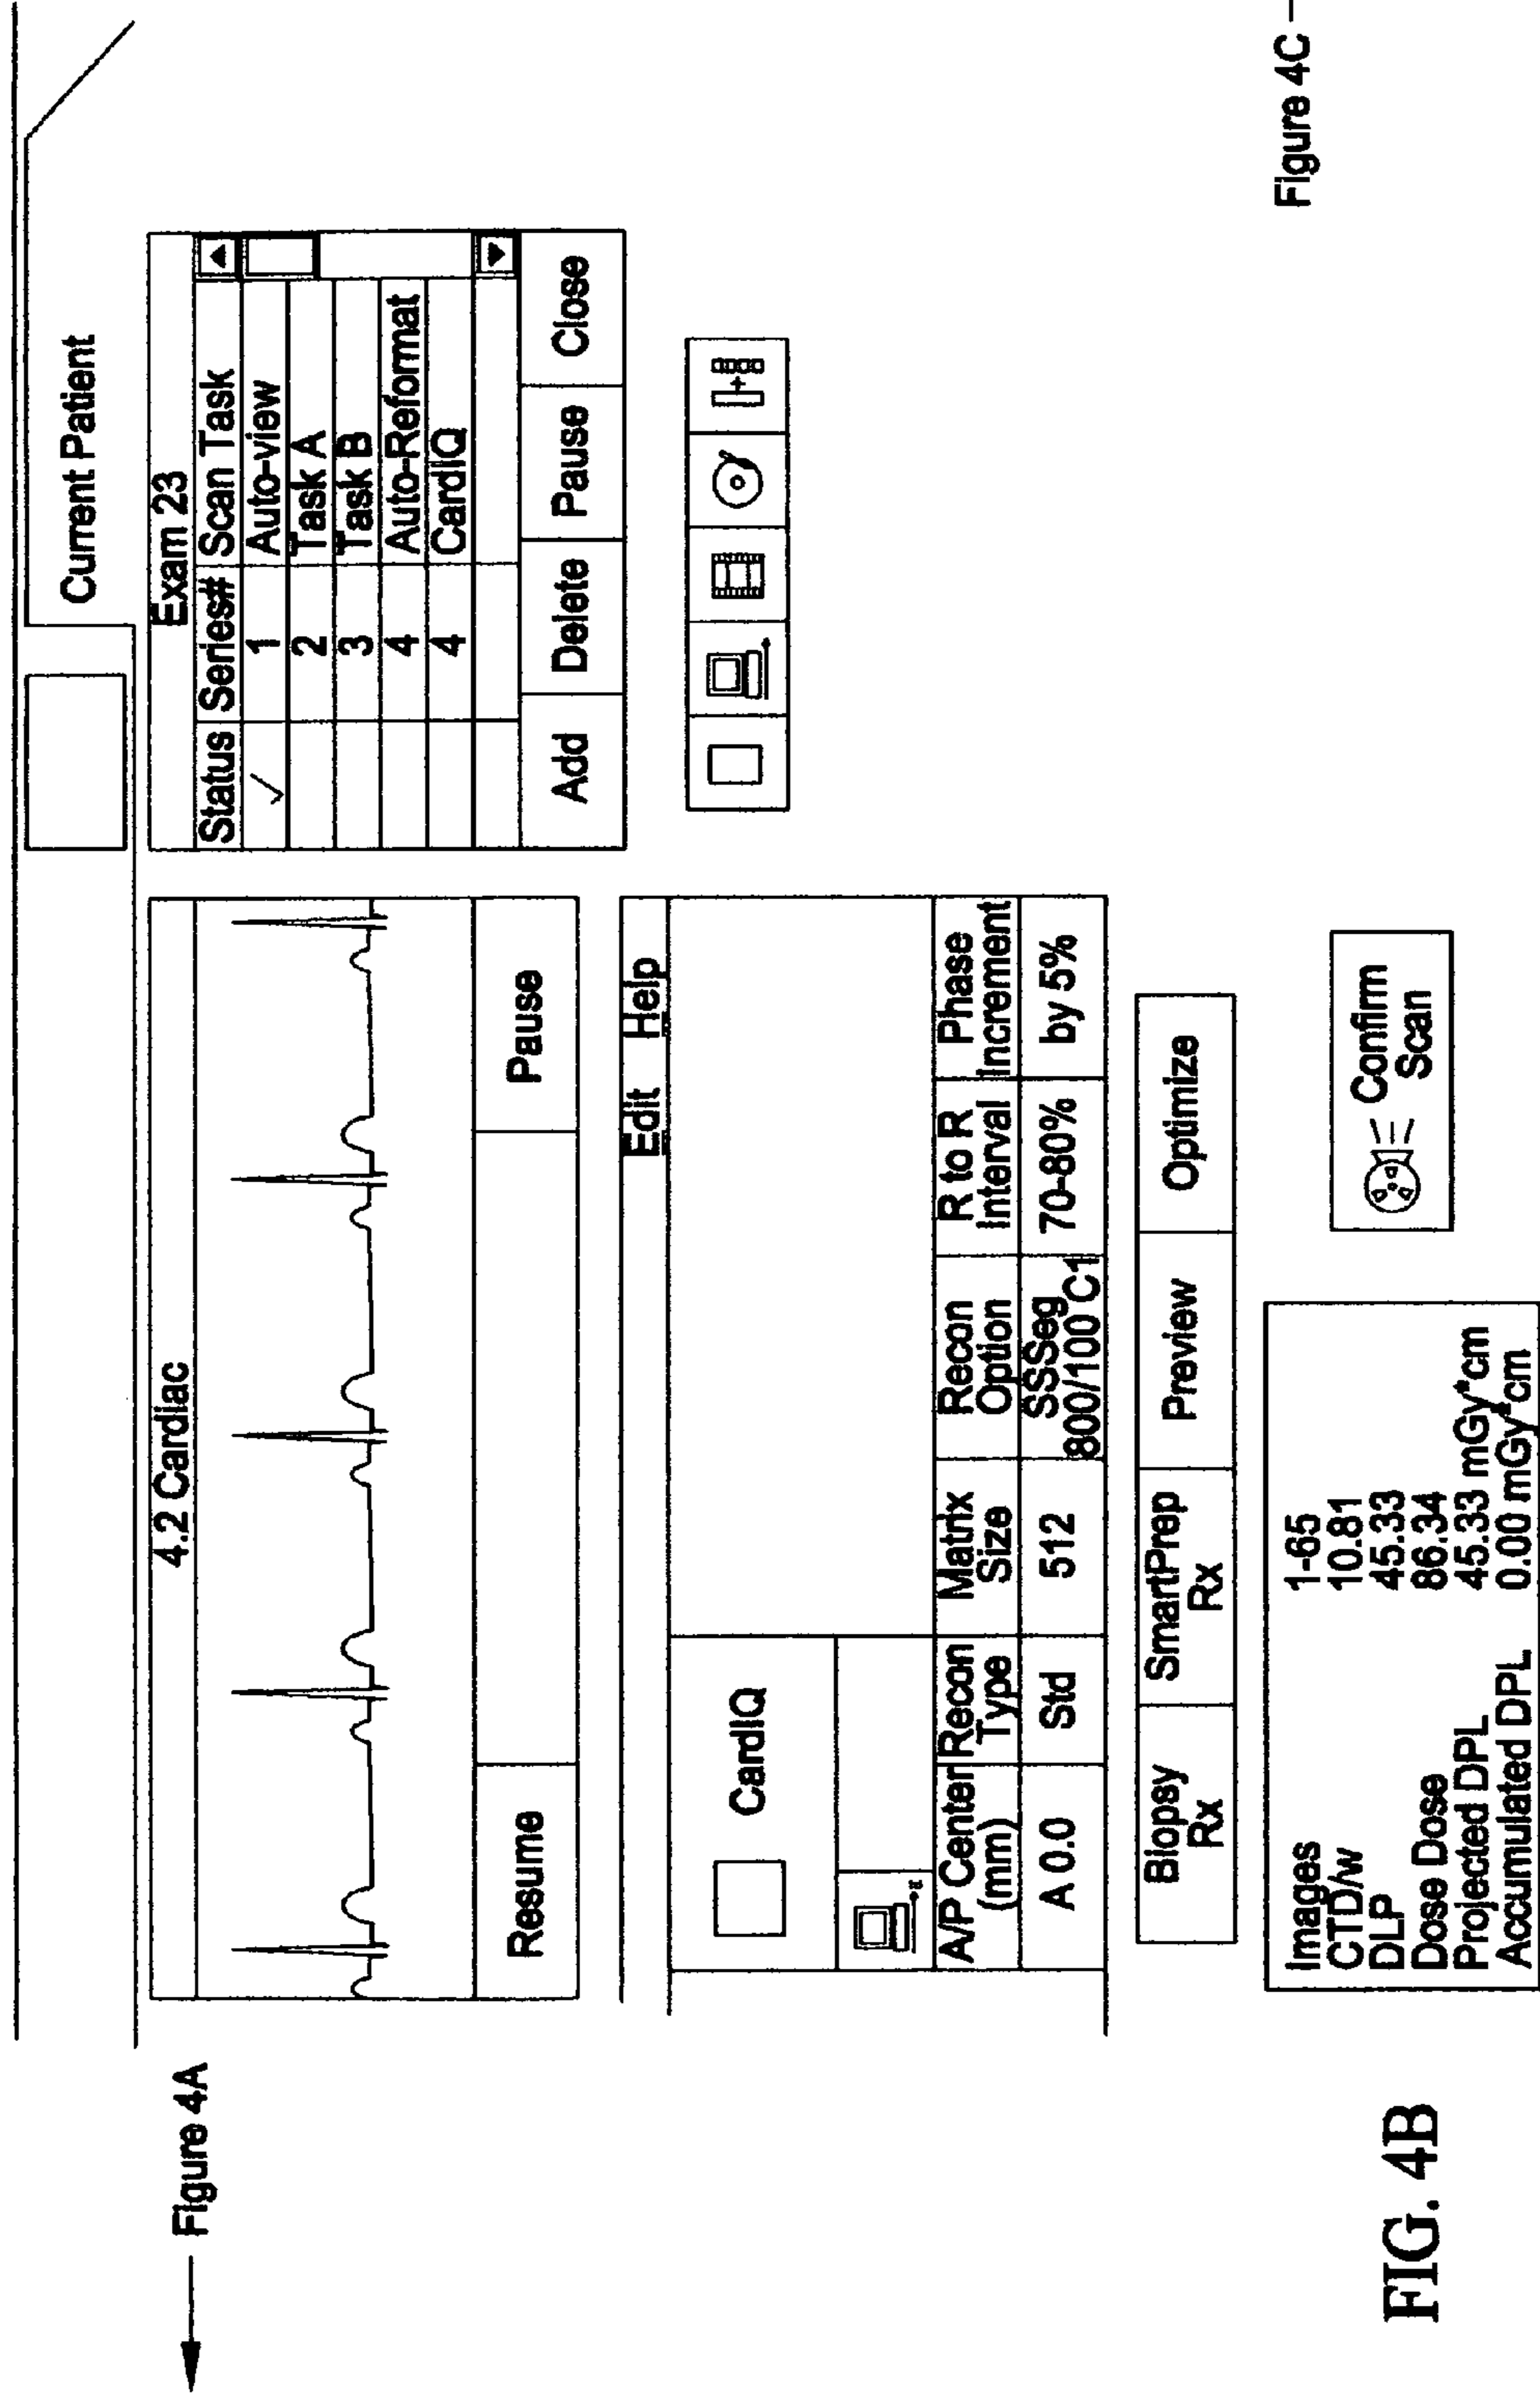 Current Patient
Figure 4A
4.2 Cardiac
Resume
Pause
Exam 23
Status Series# Scan Task
1 Auto-view
2 Task A
3 Task B
4 Auto-Reformat
4 CardIQ
Add Delete Pause Close
Edit Help
CardIQ
A/P Center (mm)
Recon Type
Matrix Size
Recon Option
R to R Interval
Phase Increment
A 0.0
Std
512
SSSeg
800/100 C1
70-80%
by 5%
Biopsy
Rx
SmartPrep
Rx
Preview
Optimize
Images 1-65
CTD/w 10.81
DLP 45.33
Dose Dose 86.34
Projected DPL 45.33 mGy*cm
Accumulated DPL 0.00 mGy*cm
Confirm
Scan
Figure 4C
FIG. 4B